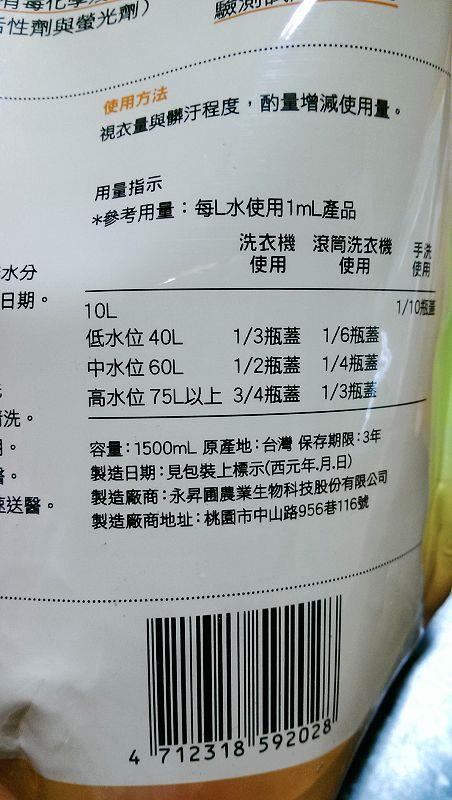 性劑與螢光劑)
使用方法
視衣量與髒汙程度，酌量增減使用量。
用量指示
*參考用量：每L水使用1mL產品
洗衣機使用 滾筒洗衣機使用 手洗使用
水分
日期。
10L 1/10瓶蓋
低水位 40L 1/3瓶蓋 1/6瓶蓋
中水位 60L 1/2瓶蓋 1/4瓶蓋
高水位 75L以上 3/4瓶蓋 1/3瓶蓋
洗。
容量：1500mL 原產地：台灣 保存期限：3年
製造日期：見包裝上標示(西元年.月.日)
製造廠商：永昇圃農業生物科技股份有限公司
速送醫。
製造廠商地址：桃園市中山路956巷116號
4 712318 592028